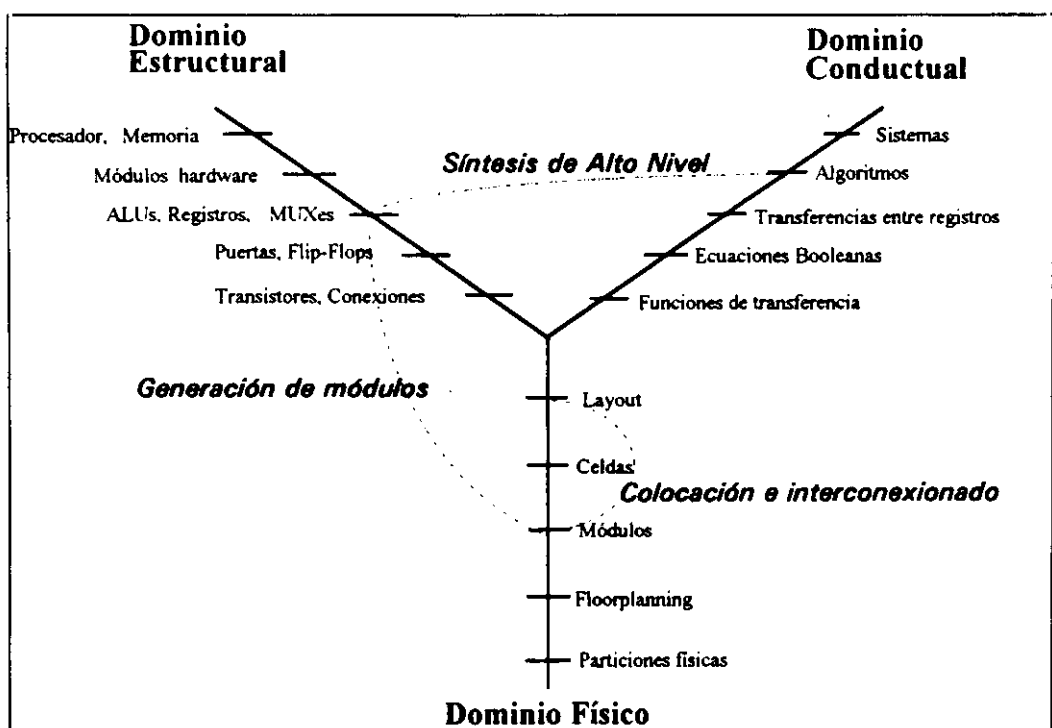 Dominio
Estructural
Dominio
Conductual
Procesador, Memoria
Módulos hardware
ALUs, Registros, MUXes
Puertas, Flip-Flops
Transistores, Conexiones
Síntesis de Alto Nivel
Sistemas
Algoritmos
Transferencias entre registros
Ecuaciones Booleanas
Funciones de transferencia
Generación de módulos
Layout
Celdas
Colocación e interconexionado
Módulos
Floorplanning
Particiones físicas
Dominio Físico